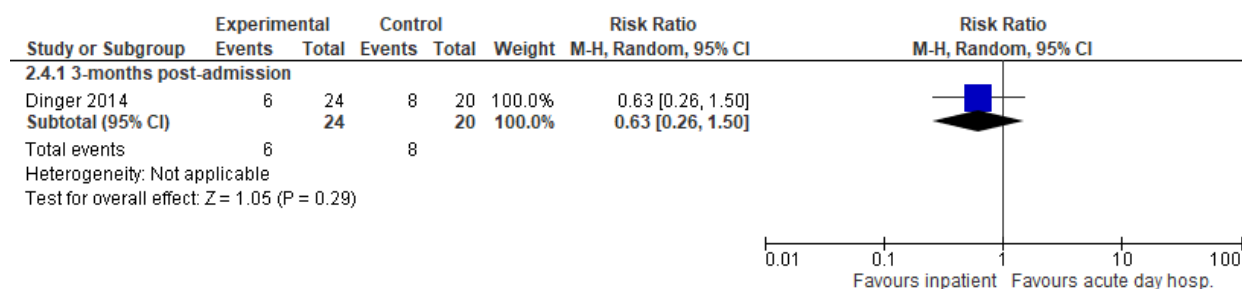 Experimental Control Risk Ratio Risk Ratio
Study or Subgroup Events Total Events Total Weight M-H, Random, 95% CI M-H, Random, 95% CI
2.4.1 3-months post-admission
Dinger 2014 6 24 8 20 100.0% 0.63 [0.26, 1.50]
Subtotal (95% CI) 24 20 100.0% 0.63 [0.26, 1.50]
Total events 6 8
Heterogeneity: Not applicable
Test for overall effect: Z = 1.05 (P = 0.29)
0.01 0.1 1 10 100
Favours inpatient Favours acute day hosp.